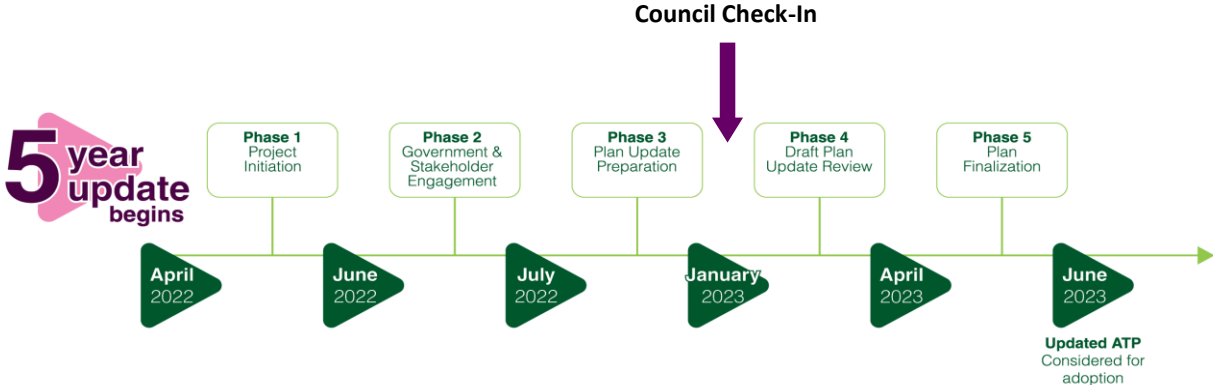 Council Check-In
5 year
update
begins
Phase 1
Project
Initiation
Phase 2
Government &
Stakeholder
Engagement
Phase 3
Plan Update
Preparation
Phase 4
Draft Plan
Update Review
Phase 5
Plan
Finalization
April
2022
June
2022
July
2022
January
2023
April
2023
June
2023
Updated ATP
Considered for
adoption